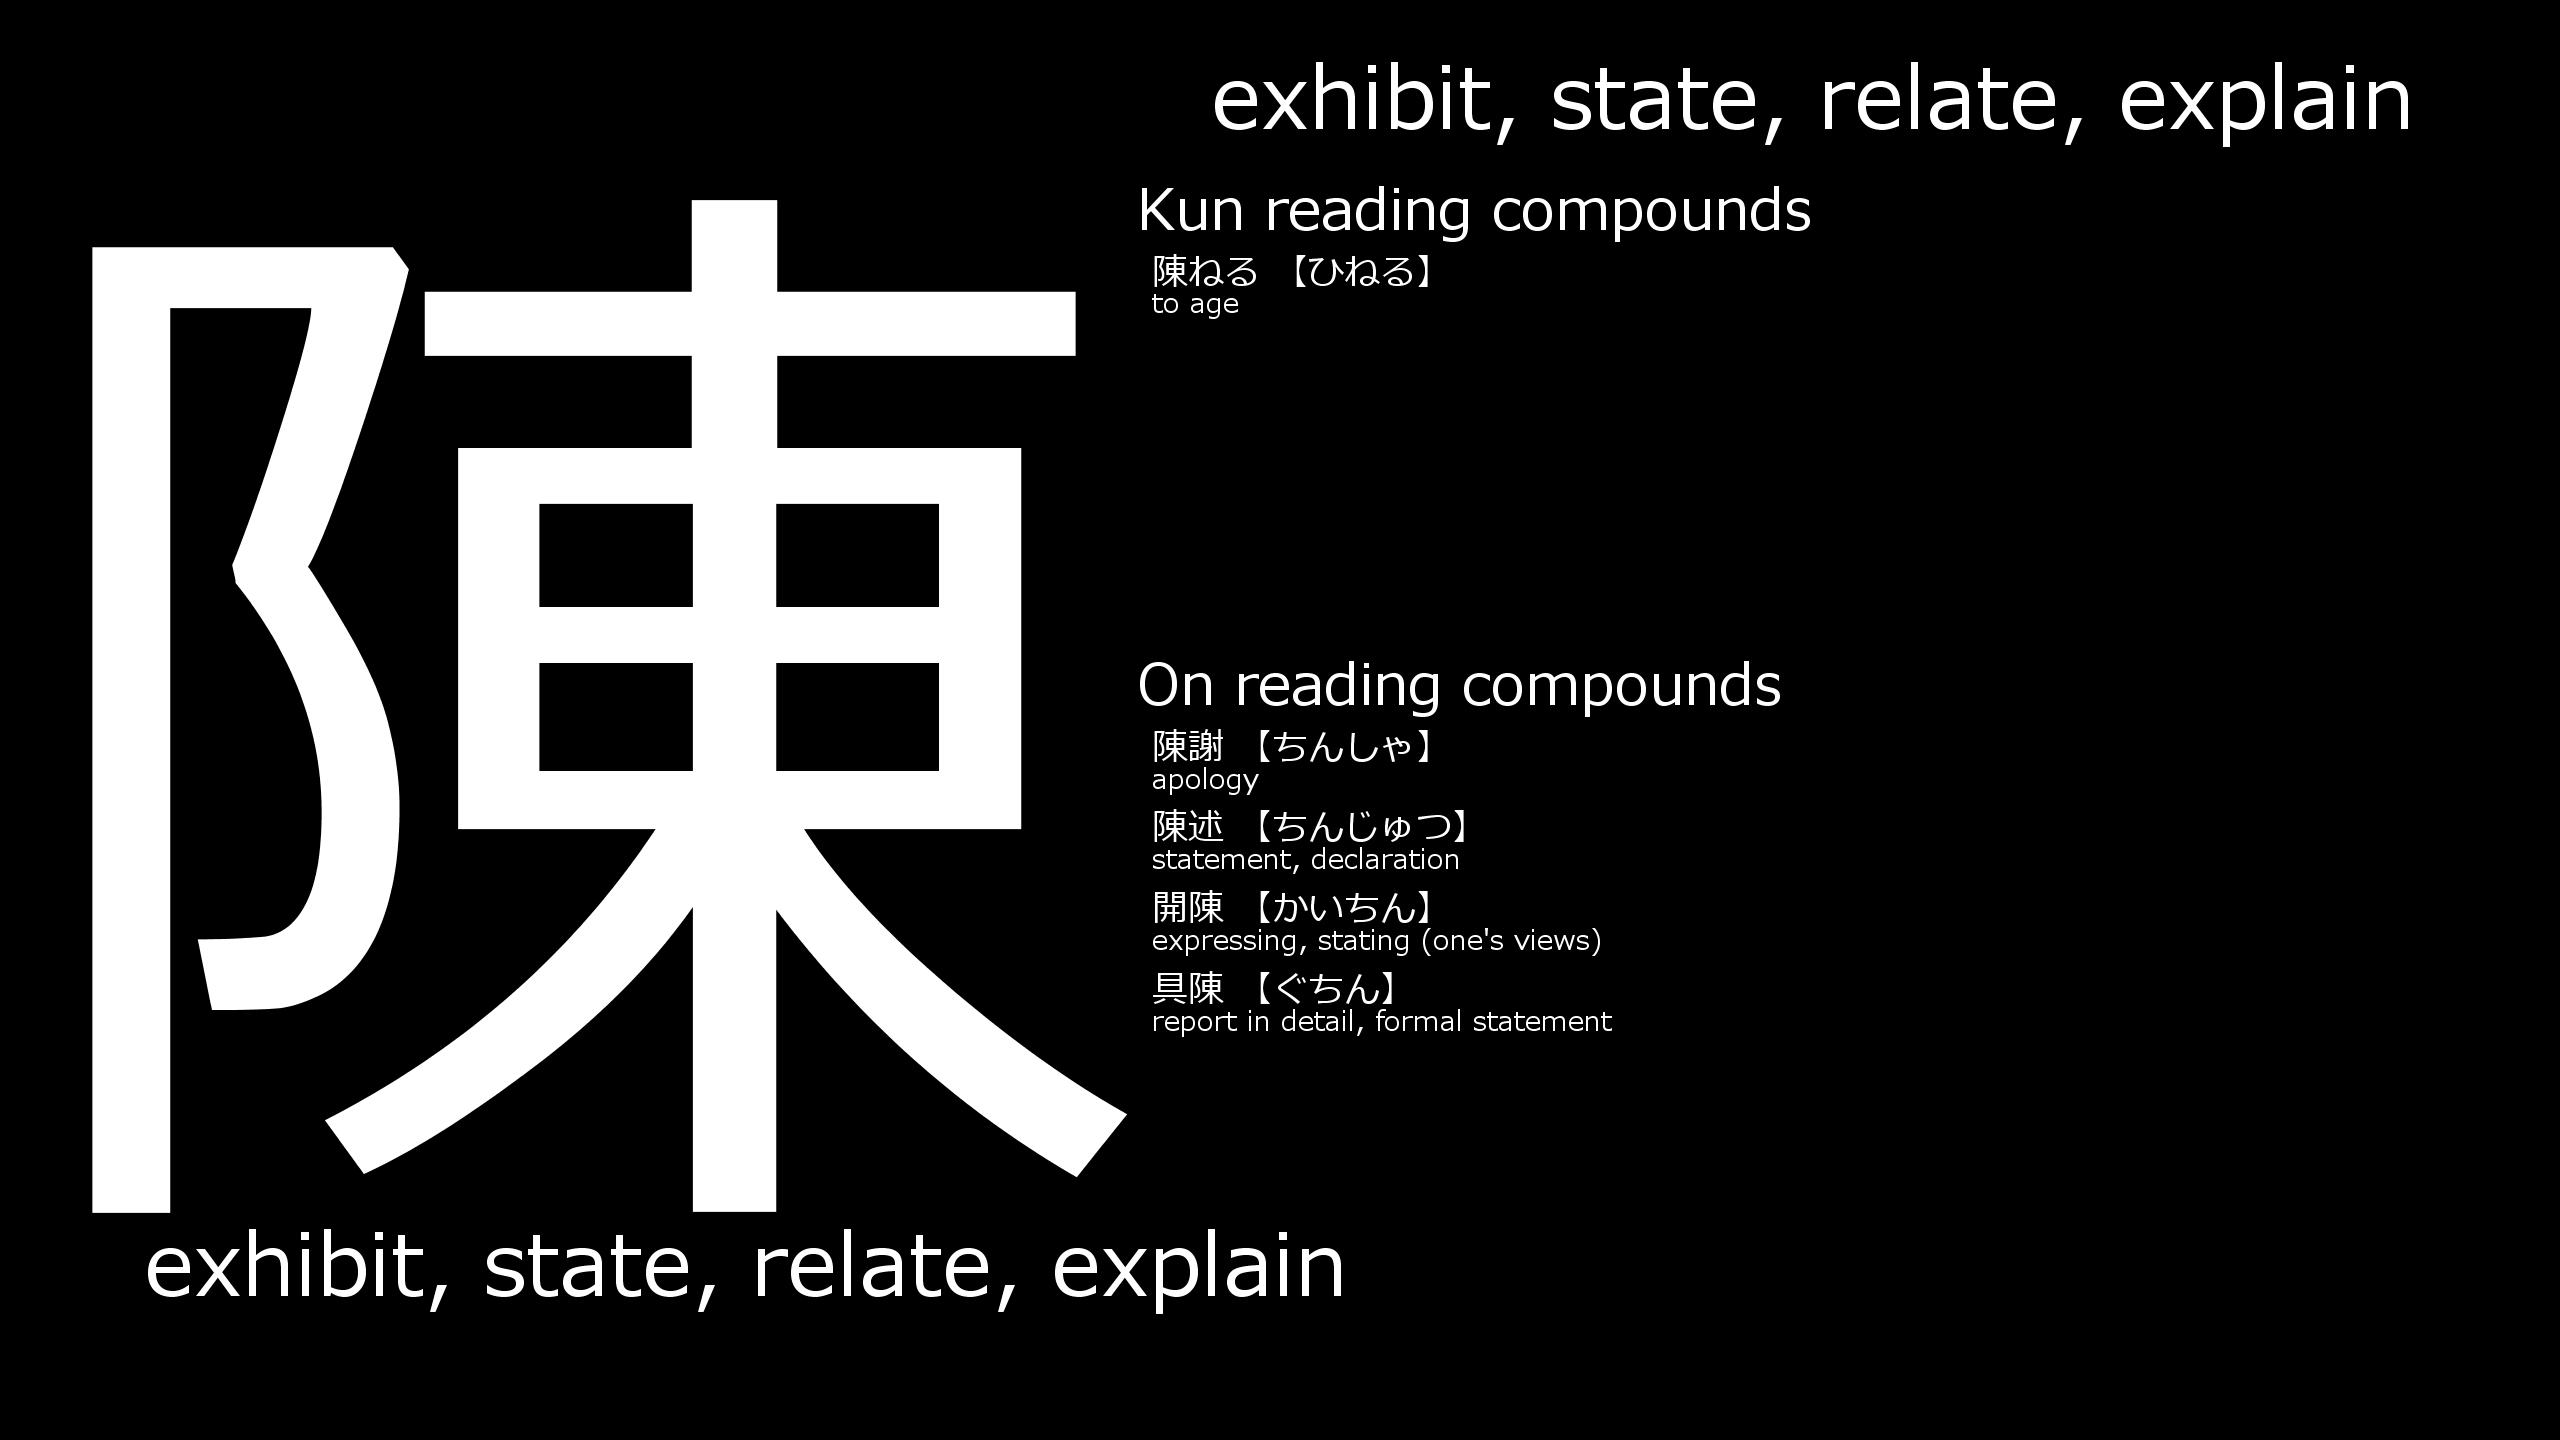 exhibit, state, relate, explain
陳
Kun reading compounds
陳ねる 【ひねる】
to age
On reading compounds
陳謝 【ちんしゃ】
apology
陳述 【ちんじゅつ】
statement, declaration
開陳 【かいちん】
expressing, stating (one's views)
具陳 【ぐちん】
report in detail, formal statement
exhibit, state, relate, explain